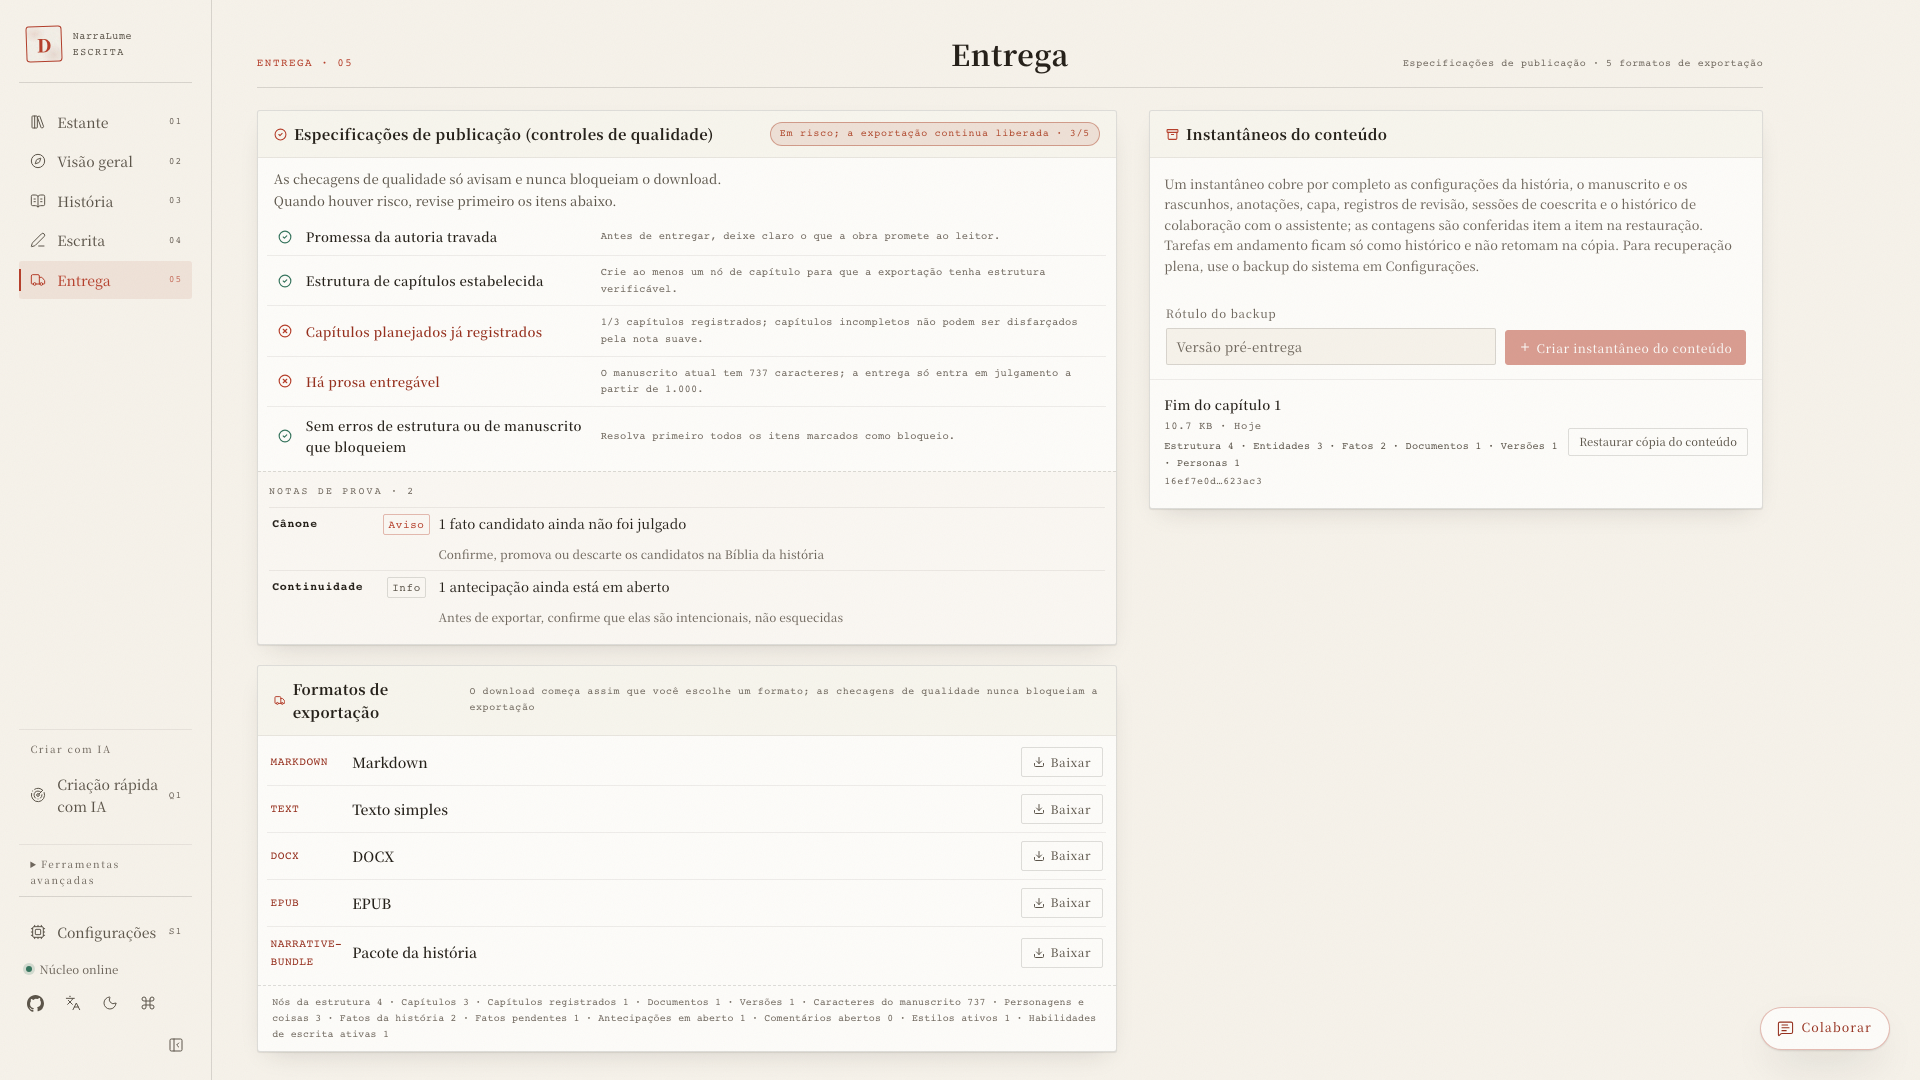 D
NarraLume
ESCRITA
Estante 01
Visão geral 02
História 03
Escrita 04
Entrega 05
Criar com IA
Criação rápida
com IA
Q1
Ferramentas
avançadas
Configurações S1
Núcleo online
ENTREGA · 05
Entrega
Especificações de publicação · 5 formatos de exportação
Especificações de publicação (controles de qualidade)
Em risco; a exportação continua liberada · 3/5
As checagens de qualidade só avisam e nunca bloqueiam o download.
Quando houver risco, revise primeiro os itens abaixo.
Promessa da autoria travada
Antes de entregar, deixe claro o que a obra promete ao leitor.
Estrutura de capítulos estabelecida
Crie ao menos um nó de capítulo para que a exportação tenha estrutura
verificável.
Capítulos planejados já registrados
1/3 capítulos registrados; capítulos incompletos não podem ser disfarçados
pela nota suave.
Há prosa entregável
O manuscrito atual tem 737 caracteres; a entrega só entra em julgamento a
partir de 1.000.
Sem erros de estrutura ou de manuscrito
que bloqueiem
Resolva primeiro todos os itens marcados como bloqueio.
NOTAS DE PROVA · 2
Cânone Aviso 1 fato candidato ainda não foi julgado
Confirme, promova ou descarte os candidatos na Bíblia da história
Continuidade Info 1 antecipação ainda está em aberto
Antes de exportar, confirme que elas são intencionais, não esquecidas
Formatos de
exportação
O download começa assim que você escolhe um formato; as checagens de qualidade nunca bloqueiam a
exportação
MARKDOWN Markdown Baixar
TEXT Texto simples Baixar
DOCX DOCX Baixar
EPUB EPUB Baixar
NARRATIVE-
BUNDLE
Pacote da história Baixar
Nós da estrutura 4 · Capítulos 3 · Capítulos registrados 1 · Documentos 1 · Versões 1 · Caracteres do manuscrito 737 · Personagens e
coisas 3 · Fatos da história 2 · Fatos pendentes 1 · Antecipações em aberto 1 · Comentários abertos 0 · Estilos ativos 1 · Habilidades
de escrita ativas 1
Instantâneos do conteúdo
Um instantâneo cobre por completo as configurações da história, o manuscrito e os
rascunhos, anotações, capa, registros de revisão, sessões de coescrita e o histórico de
colaboração com o assistente; as contagens são conferidas item a item na restauração.
Tarefas em andamento ficam só como histórico e não retomam na cópia. Para recuperação
plena, use o backup do sistema em Configurações.
Rótulo do backup
Versão pré-entrega
+ Criar instantâneo do conteúdo
Fim do capítulo 1
10.7 KB · Hoje
Estrutura 4 · Entidades 3 · Fatos 2 · Documentos 1 · Versões 1
· Personas 1
16ef7e0d…623ac3
Restaurar cópia do conteúdo
Colaborar